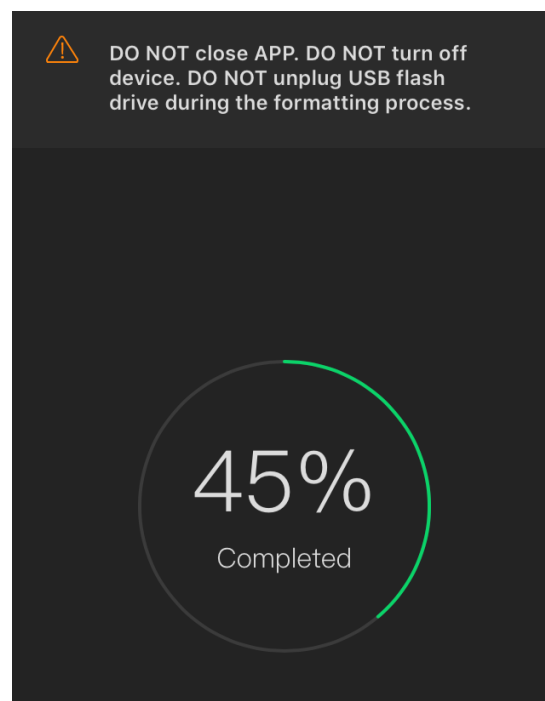 DO NOT close APP. DO NOT turn off
device. DO NOT unplug USB flash
drive during the formatting process.
45%
Completed